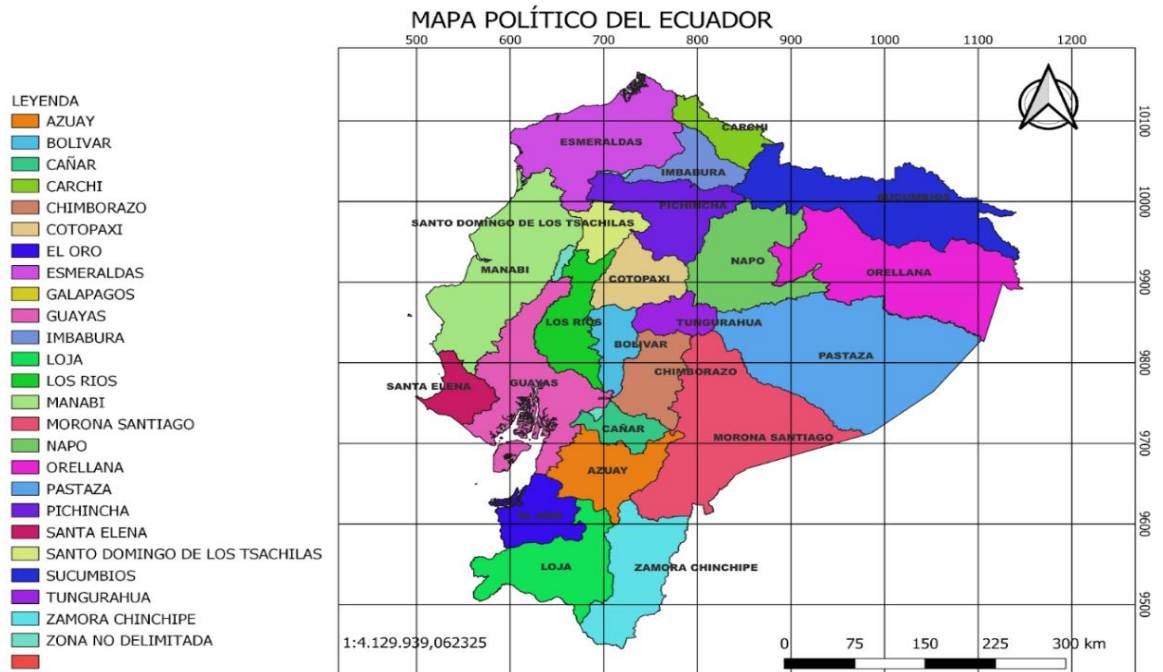 MAPA POLÍTICO DEL ECUADOR
500 600 700 800 900 1000 1100 1200
LEYENDA
AZUAY
BOLIVAR
CAÑAR
CARCHI
CHIMBORAZO
COTOPAXI
EL ORO
ESMERALDAS
GALAPAGOS
GUAYAS
IMBABURA
LOJA
LOS RIOS
MANABI
MORONA SANTIAGO
NAPO
ORELLANA
PASTAZA
PICHINCHA
SANTA ELENA
SANTO DOMINGO DE LOS TSACHILAS
SUCUMBIOS
TUNGURAHUA
ZAMORA CHINCHIPE
ZONA NO DELIMITADA
CARCHI
ESMERALDAS
IMBABURA
SUCUMBIOS
PICHINCHA
SANTO DOMINGO DE LOS TSACHILAS
NAPO
MANABI
ORELLANA
COTOPAXI
LOS RIOS
TUNGURAHUA
BOLIVAR
PASTAZA
CHIMBORAZO
GUAYAS
SANTA ELENA
CAÑAR
MORONA SANTIAGO
AZUAY
EL ORO
LOJA
ZAMORA CHINCHIPE
10100
10000
9900
9800
9700
9600
9500
1:4.129.939,062325
0 75 150 225 300 km